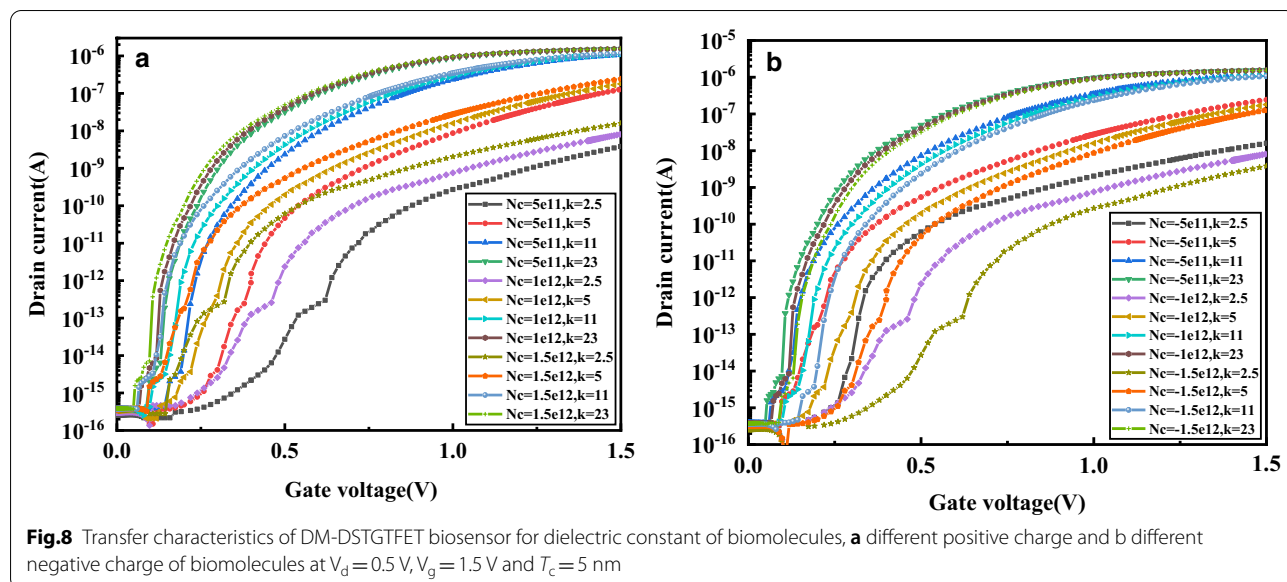 a
Drain current(A)
10⁻⁶
10⁻⁷
10⁻⁸
10⁻⁹
10⁻¹⁰
10⁻¹¹
10⁻¹²
10⁻¹³
10⁻¹⁴
10⁻¹⁵
10⁻¹⁶
Nc=5e11,k=2.5
Nc=5e11,k=5
Nc=5e11,k=11
Nc=5e11,k=23
Nc=1e12,k=2.5
Nc=1e12,k=5
Nc=1e12,k=11
Nc=1e12,k=23
Nc=1.5e12,k=2.5
Nc=1.5e12,k=5
Nc=1.5e12,k=11
Nc=1.5e12,k=23
0.0 0.5 1.0 1.5
Gate voltage(V)
b
Drain current(A)
10⁻⁵
10⁻⁶
10⁻⁷
10⁻⁸
10⁻⁹
10⁻¹⁰
10⁻¹¹
10⁻¹²
10⁻¹³
10⁻¹⁴
10⁻¹⁵
10⁻¹⁶
Nc=-5e11,k=2.5
Nc=-5e11,k=5
Nc=-5e11,k=11
Nc=-5e11,k=23
Nc=-1e12,k=2.5
Nc=-1e12,k=5
Nc=-1e12,k=11
Nc=-1e12,k=23
Nc=-1.5e12,k=2.5
Nc=-1.5e12,k=5
Nc=-1.5e12,k=11
Nc=-1.5e12,k=23
0.0 0.5 1.0 1.5
Gate voltage(V)
Fig.8 Transfer characteristics of DM-DSTGTFET biosensor for dielectric constant of biomolecules, a different positive charge and b different
negative charge of biomolecules at V_d = 0.5 V, V_g = 1.5 V and T_c = 5 nm